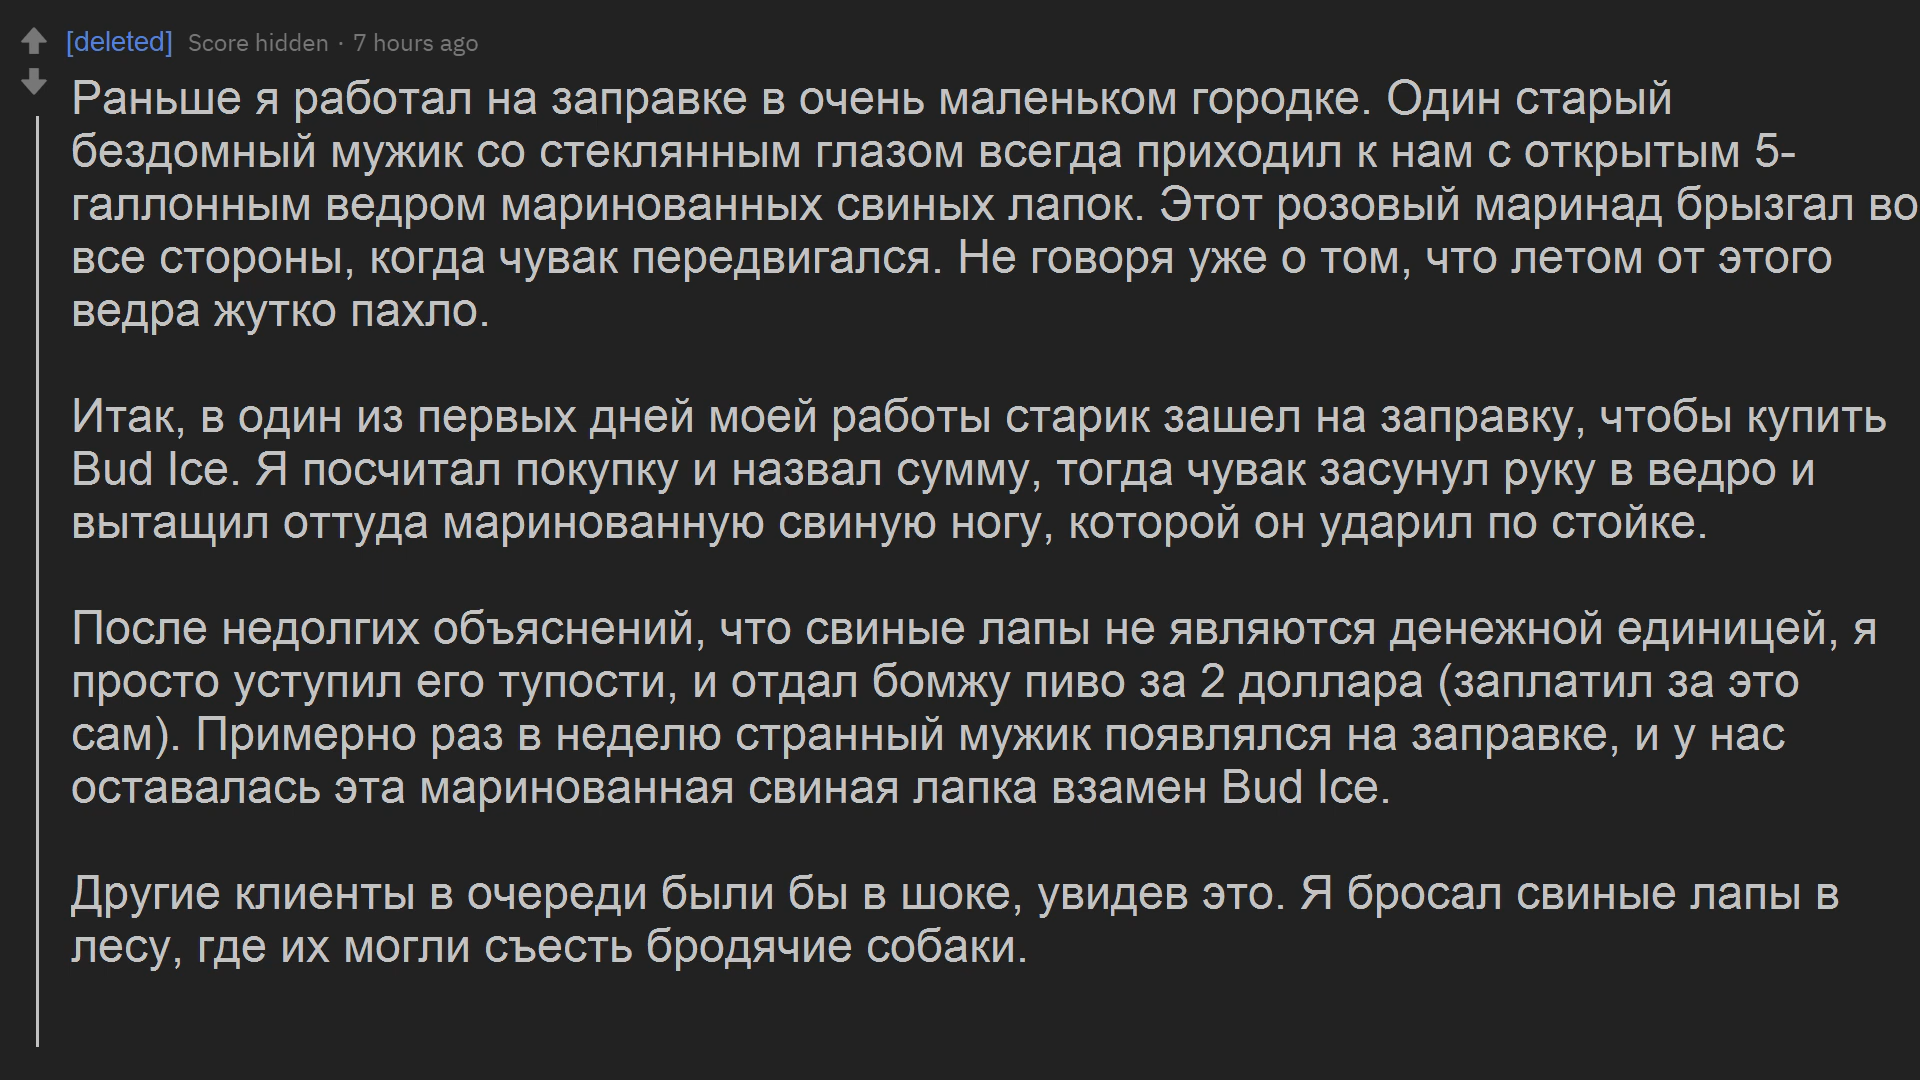 [deleted] Score hidden · 7 hours ago
Раньше я работал на заправке в очень маленьком городке. Один старый
бездомный мужик со стеклянным глазом всегда приходил к нам с открытым 5-
галлонным ведром маринованных свиных лапок. Этот розовый маринад брызгал во
все стороны, когда чувак передвигался. Не говоря уже о том, что летом от этого
ведра жутко пахло.
Итак, в один из первых дней моей работы старик зашел на заправку, чтобы купить
Bud Ice. Я посчитал покупку и назвал сумму, тогда чувак засунул руку в ведро и
вытащил оттуда маринованную свиную ногу, которой он ударил по стойке.
После недолгих объяснений, что свиные лапы не являются денежной единицей, я
просто уступил его тупости, и отдал бомжу пиво за 2 доллара (заплатил за это
сам). Примерно раз в неделю странный мужик появлялся на заправке, и у нас
оставалась эта маринованная свиная лапка взамен Bud Ice.
Другие клиенты в очереди были бы в шоке, увидев это. Я бросал свиные лапы в
лесу, где их могли съесть бродячие собаки.